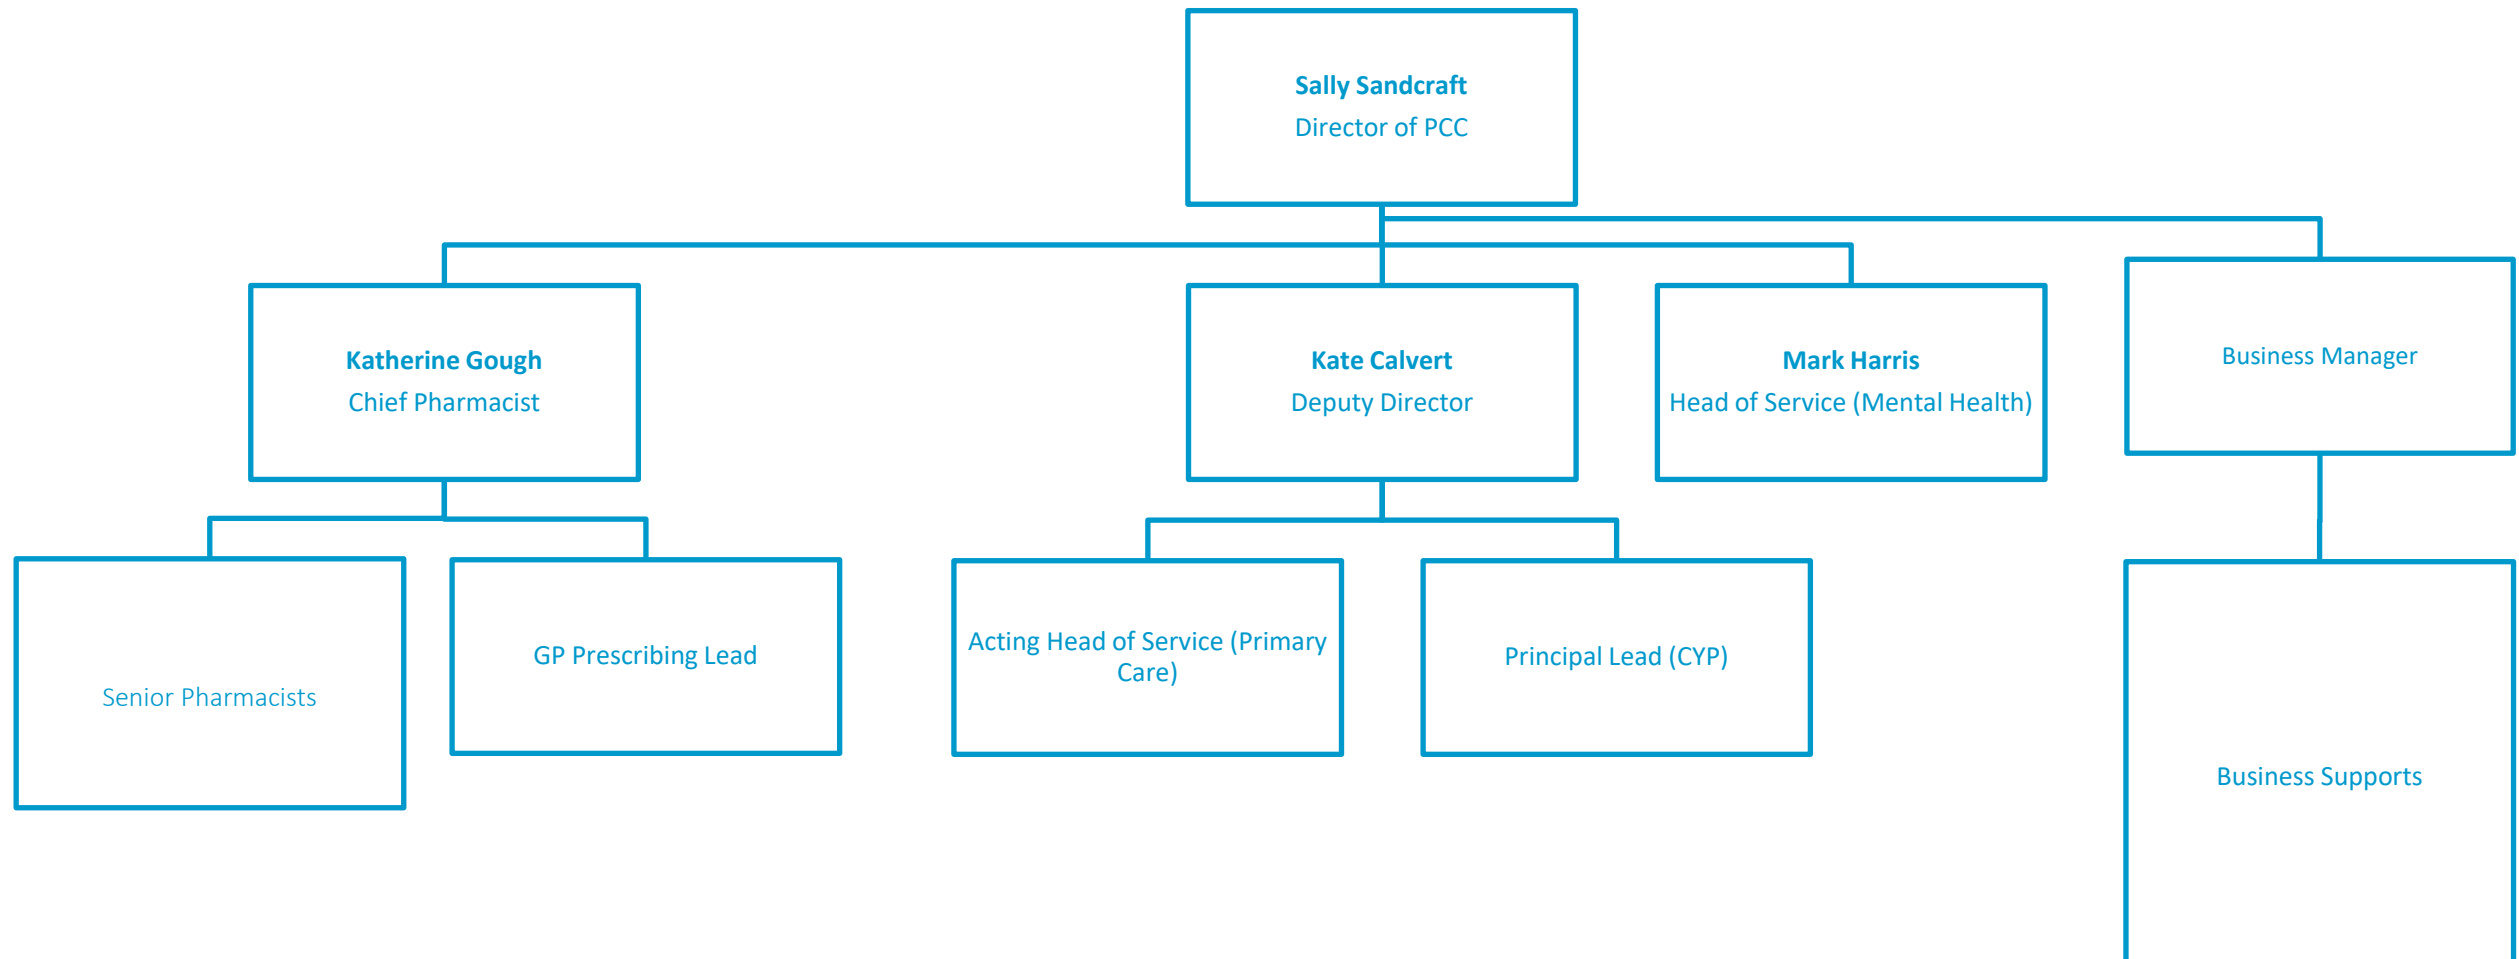 Sally Sandcraft
Director of PCC
Katherine Gough
Chief Pharmacist
Kate Calvert
Deputy Director
Mark Harris
Head of Service (Mental Health)
Business Manager
Senior Pharmacists
GP Prescribing Lead
Acting Head of Service (Primary
Care)
Principal Lead (CYP)
Business Supports